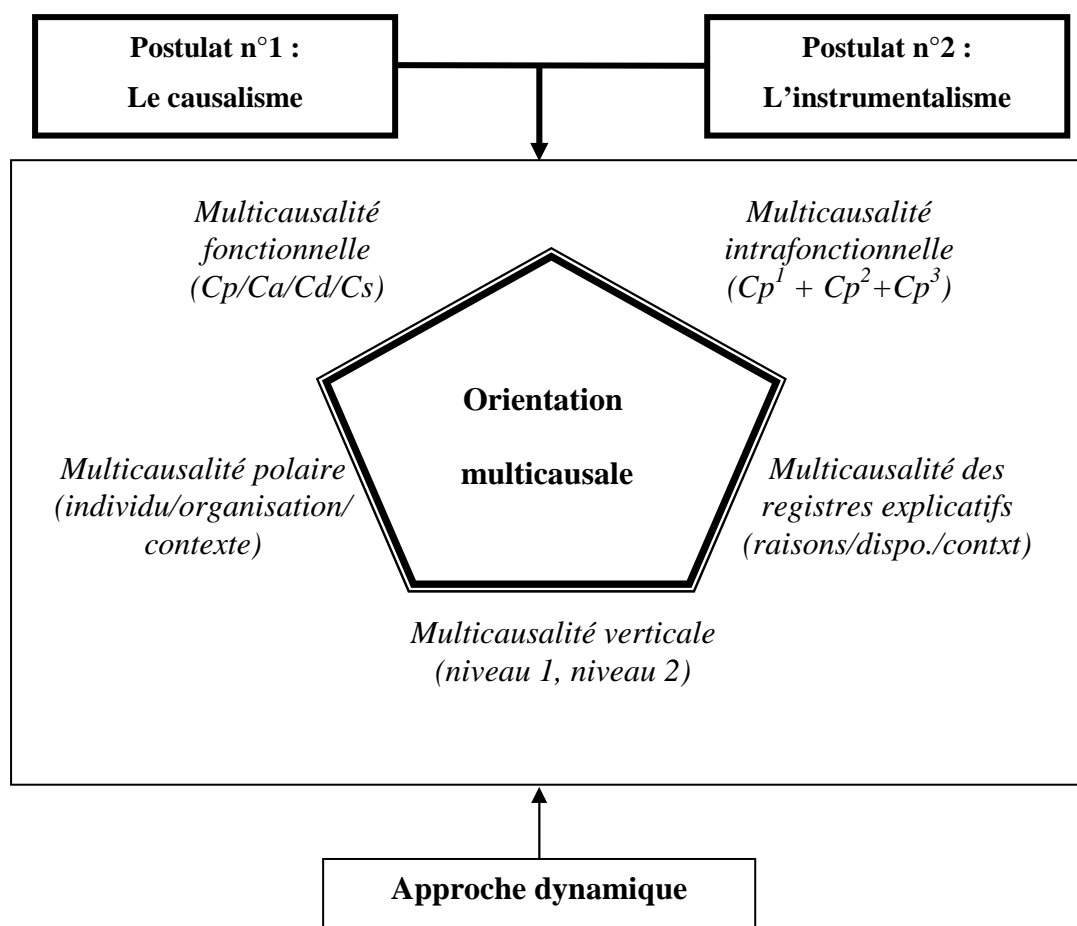 Postulat n°1 :
Le causalisme
Postulat n°2 :
L'instrumentalisme
Multicausalité
fonctionnelle
(Cp/Ca/Cd/Cs)
Multicausalité
intrafonctionnelle
(Cp¹ + Cp²+Cp³)
Orientation
multicausale
Multicausalité polaire
(individu/organisation/
contexte)
Multicausalité des
registres explicatifs
(raisons/dispo./contxt)
Multicausalité verticale
(niveau 1, niveau 2)
Approche dynamique